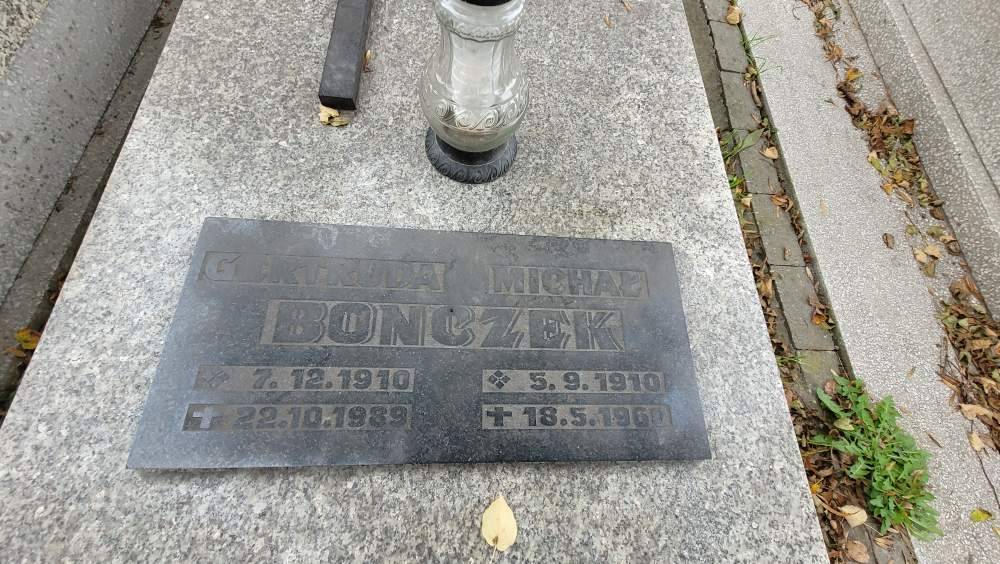 GERTRUDA MICHAŁ
BONCZEK
7.12.1910 5.9.1910
22.10.1989 18.5.1960